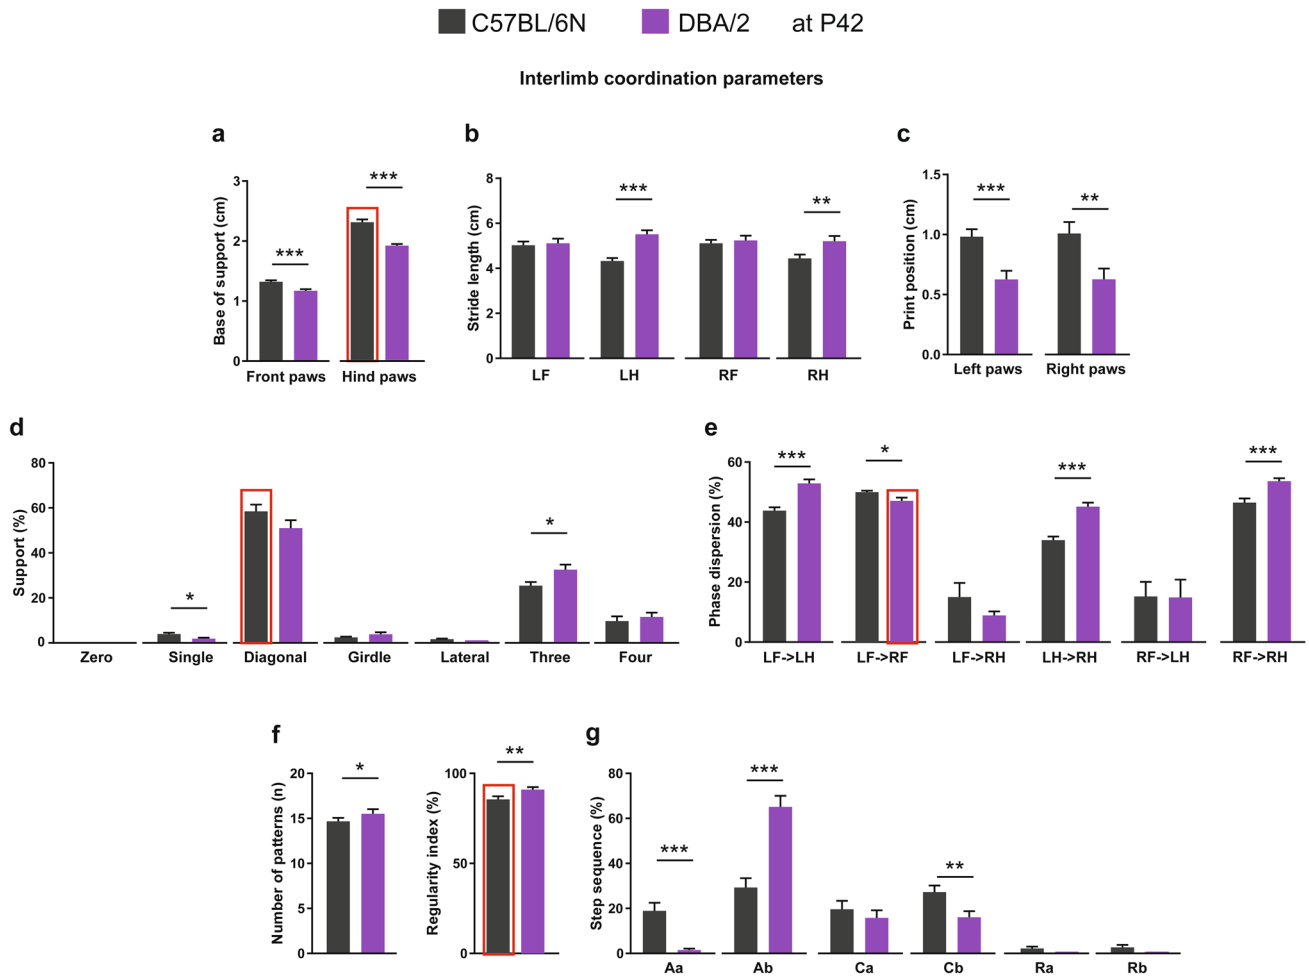 C57BL/6N DBA/2 at P42
Interlimb coordination parameters
a
Base of support (cm)
3
2
1
0
***
***
Front paws Hind paws
b
Stride length (cm)
8
6
4
2
0
***
**
LF LH RF RH
c
Print position (cm)
1.5
1.0
0.5
0.0
***
**
Left paws Right paws
d
Support (%)
80
60
40
20
0
*
*
Zero Single Diagonal Girdle Lateral Three Four
e
Phase dispersion (%)
60
40
20
0
***
*
***
***
LF->LH LF->RF LF->RH LH->RH RF->LH RF->RH
f
Number of patterns (n)
20
15
10
5
0
*
Regularity index (%)
100
50
0
**
g
Step sequence (%)
80
60
40
20
0
***
***
**
Aa Ab Ca Cb Ra Rb